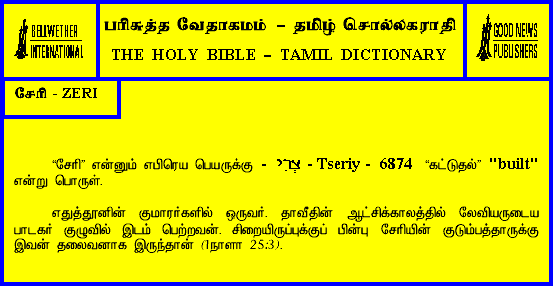 BELLWETHER
INTERNATIONAL
பரிசுத்த வேதாகமம் – தமிழ் சொல்லகராதி
THE HOLY BIBLE – TAMIL DICTIONARY
GOOD NEWS
PUBLISHERS
சேரி - ZERI
“சேரி” என்னும் எபிரெய பெயருக்கு - צְרִי - Tseriy - 6874 “கட்டுதல்” "built"
என்று பொருள்.
எதுத்தூனின் குமாரர்களில் ஒருவர். தாவீதின் ஆட்சிக்காலத்தில் லேவியருடைய
பாடகர் குழுவில் இடம் பெற்றவன். சிறையிருப்புக்குப் பின்பு சேரியின் குடும்பத்தாருக்கு
இவன் தலைவனாக இருந்தான் (1நாளா 25:3).